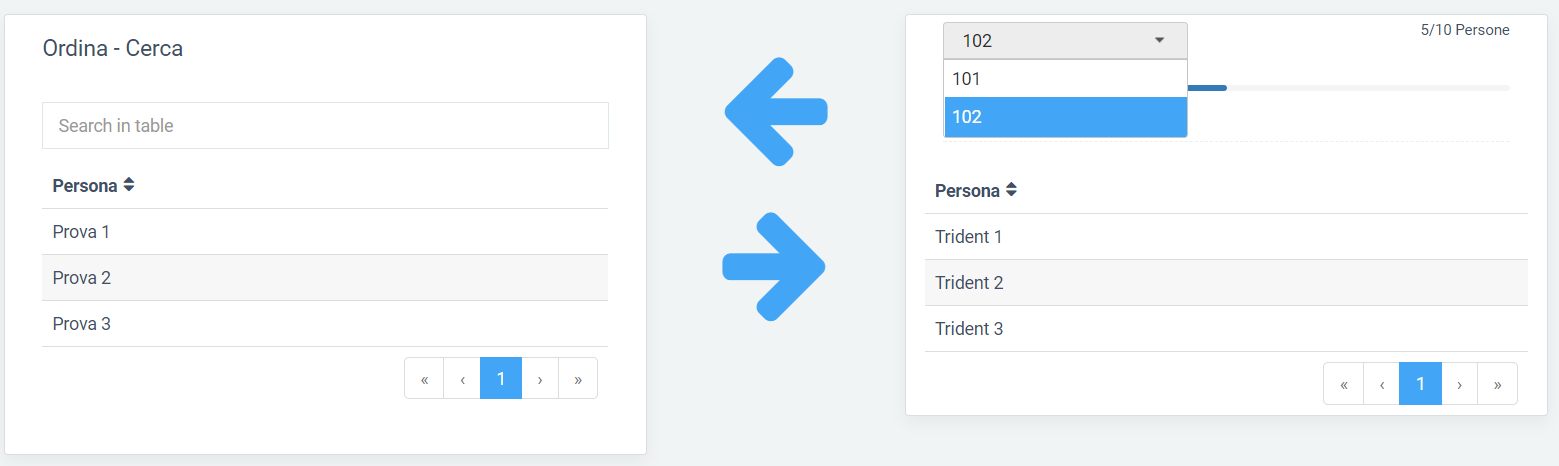 Ordina - Cerca
Search in table
Persona
Prova 1
Prova 2
Prova 3
« ‹ 1 › »
102
5/10 Persone
101
102
Persona
Trident 1
Trident 2
Trident 3
« ‹ 1 › »